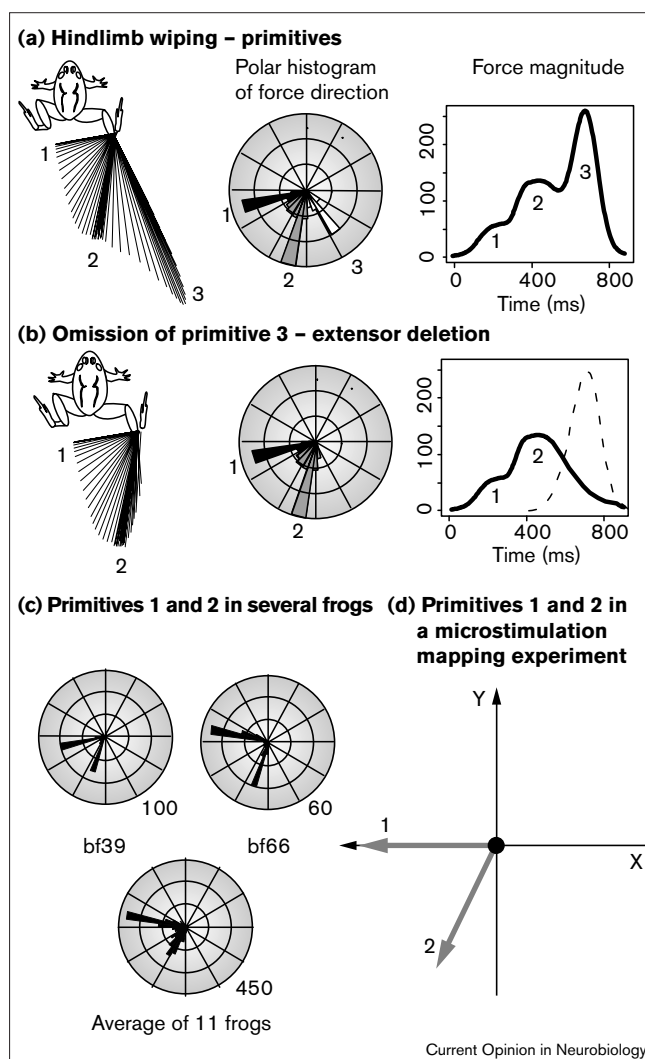 (a) Hindlimb wiping – primitives
Polar histogram
of force direction
Force magnitude
1
2
3
1
2
3
200
100
0
1
2
3
0
400
800
Time (ms)
(b) Omission of primitive 3 – extensor deletion
1
2
1
2
200
100
0
1
2
0
400
800
Time (ms)
(c) Primitives 1 and 2 in several frogs
(d) Primitives 1 and 2 in
a microstimulation
mapping experiment
100
60
bf39
bf66
450
Average of 11 frogs
Y
1
X
2
Current Opinion in Neurobiology